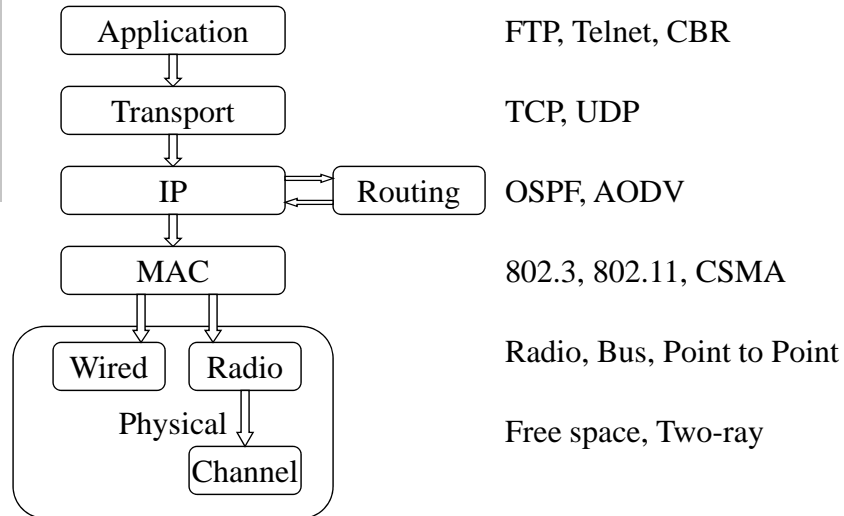 Application FTP, Telnet, CBR
Transport TCP, UDP
IP Routing OSPF, AODV
MAC 802.3, 802.11, CSMA
Wired Radio Radio, Bus, Point to Point
Physical Free space, Two-ray
Channel